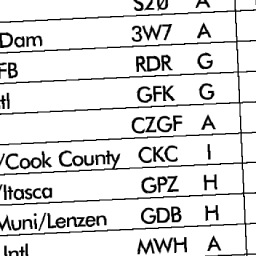 S20 A
Dam 3W7 A
FB RDR G
tl GFK G
CZGF A
/Cook County CKC I
/Itasca GPZ H
Muni/Lenzen GDB H
Intl MWH A